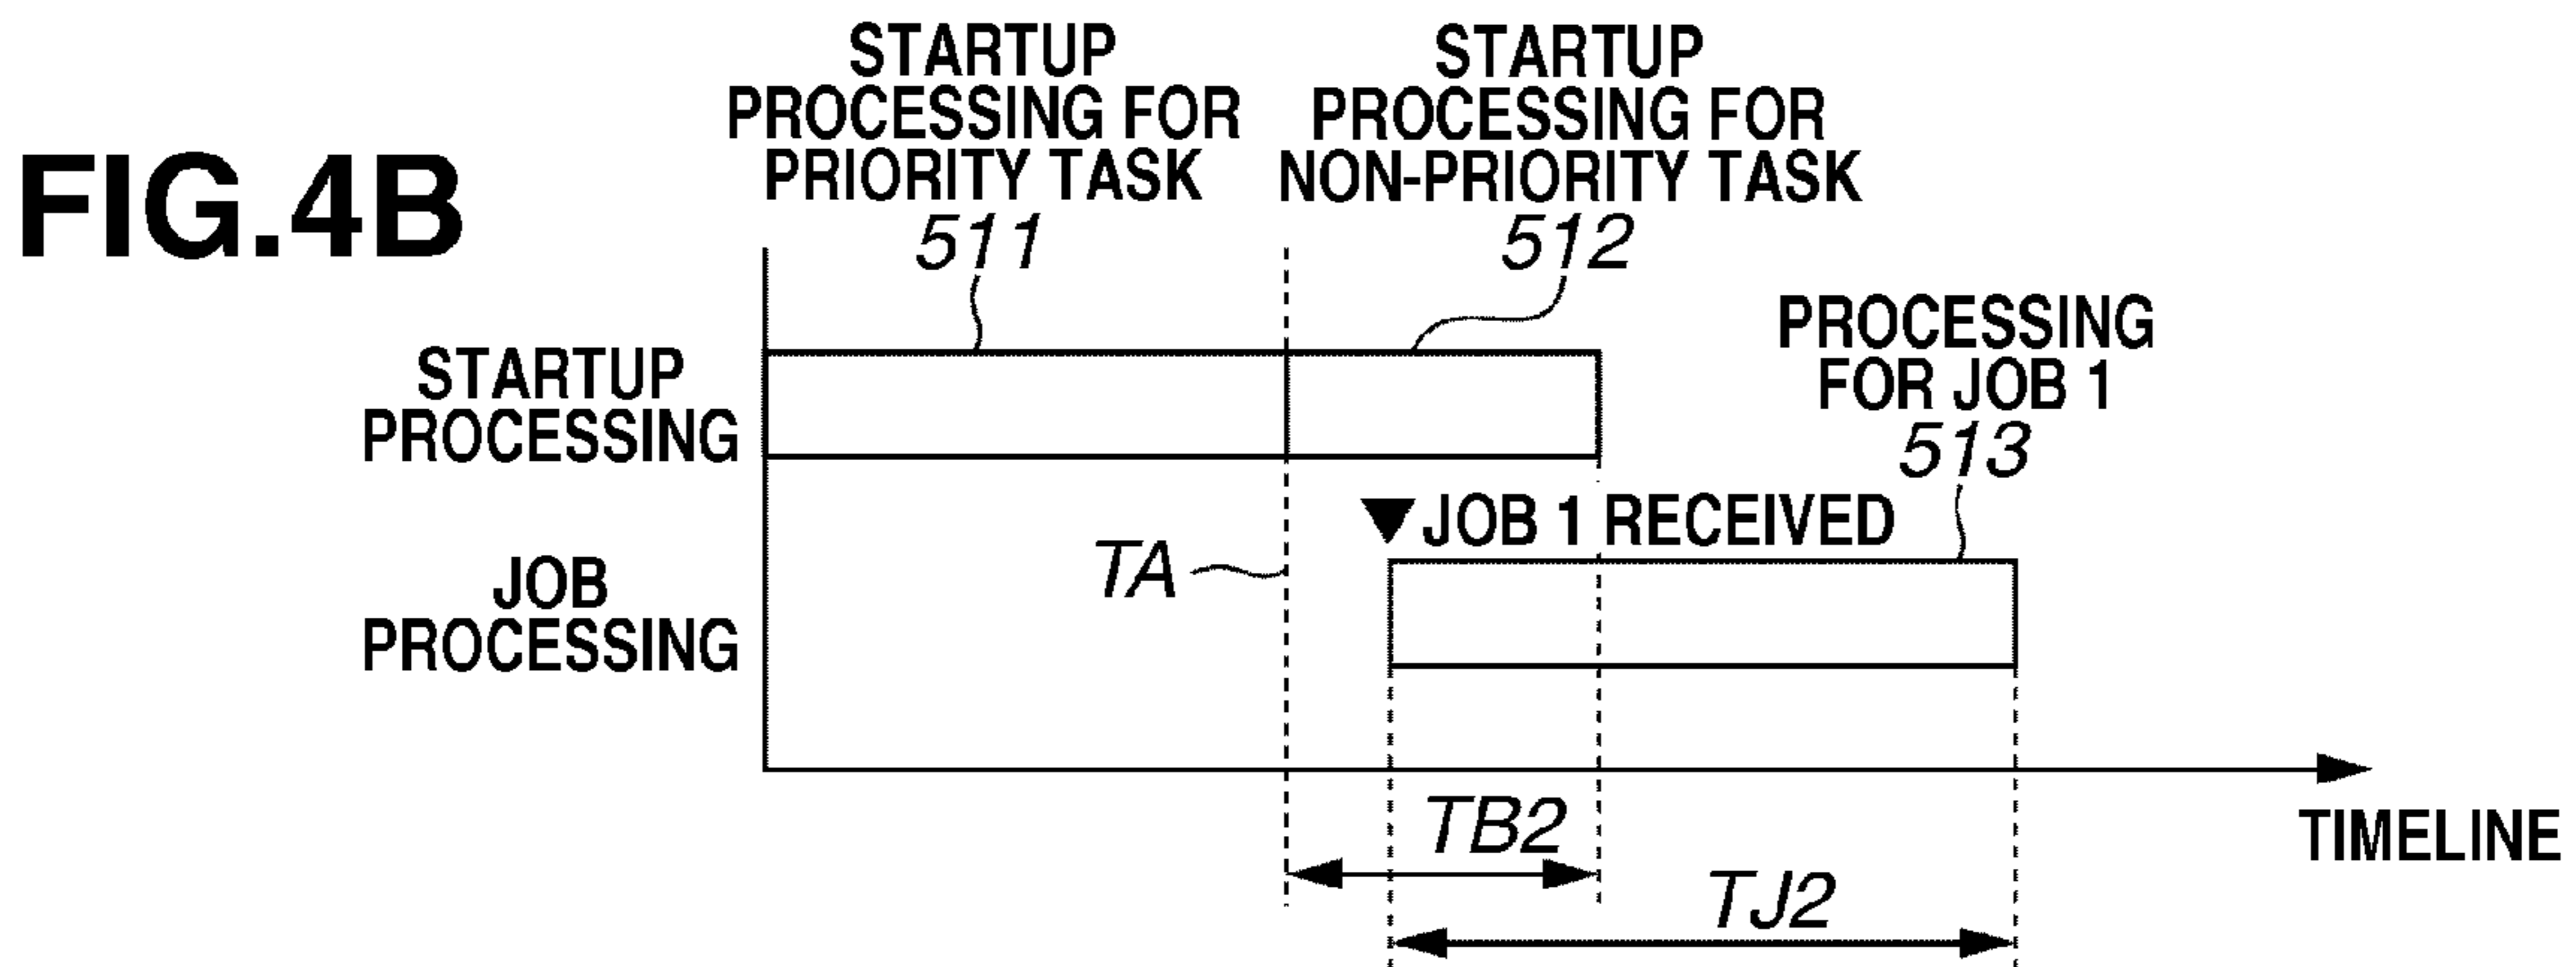 FIG.4B
STARTUP
PROCESSING FOR
PRIORITY TASK
511
STARTUP
PROCESSING FOR
NON-PRIORITY TASK
512
STARTUP
PROCESSING
PROCESSING
FOR JOB 1
513
▼JOB 1 RECEIVED
TA
JOB
PROCESSING
TB2
TIMELINE
TJ2